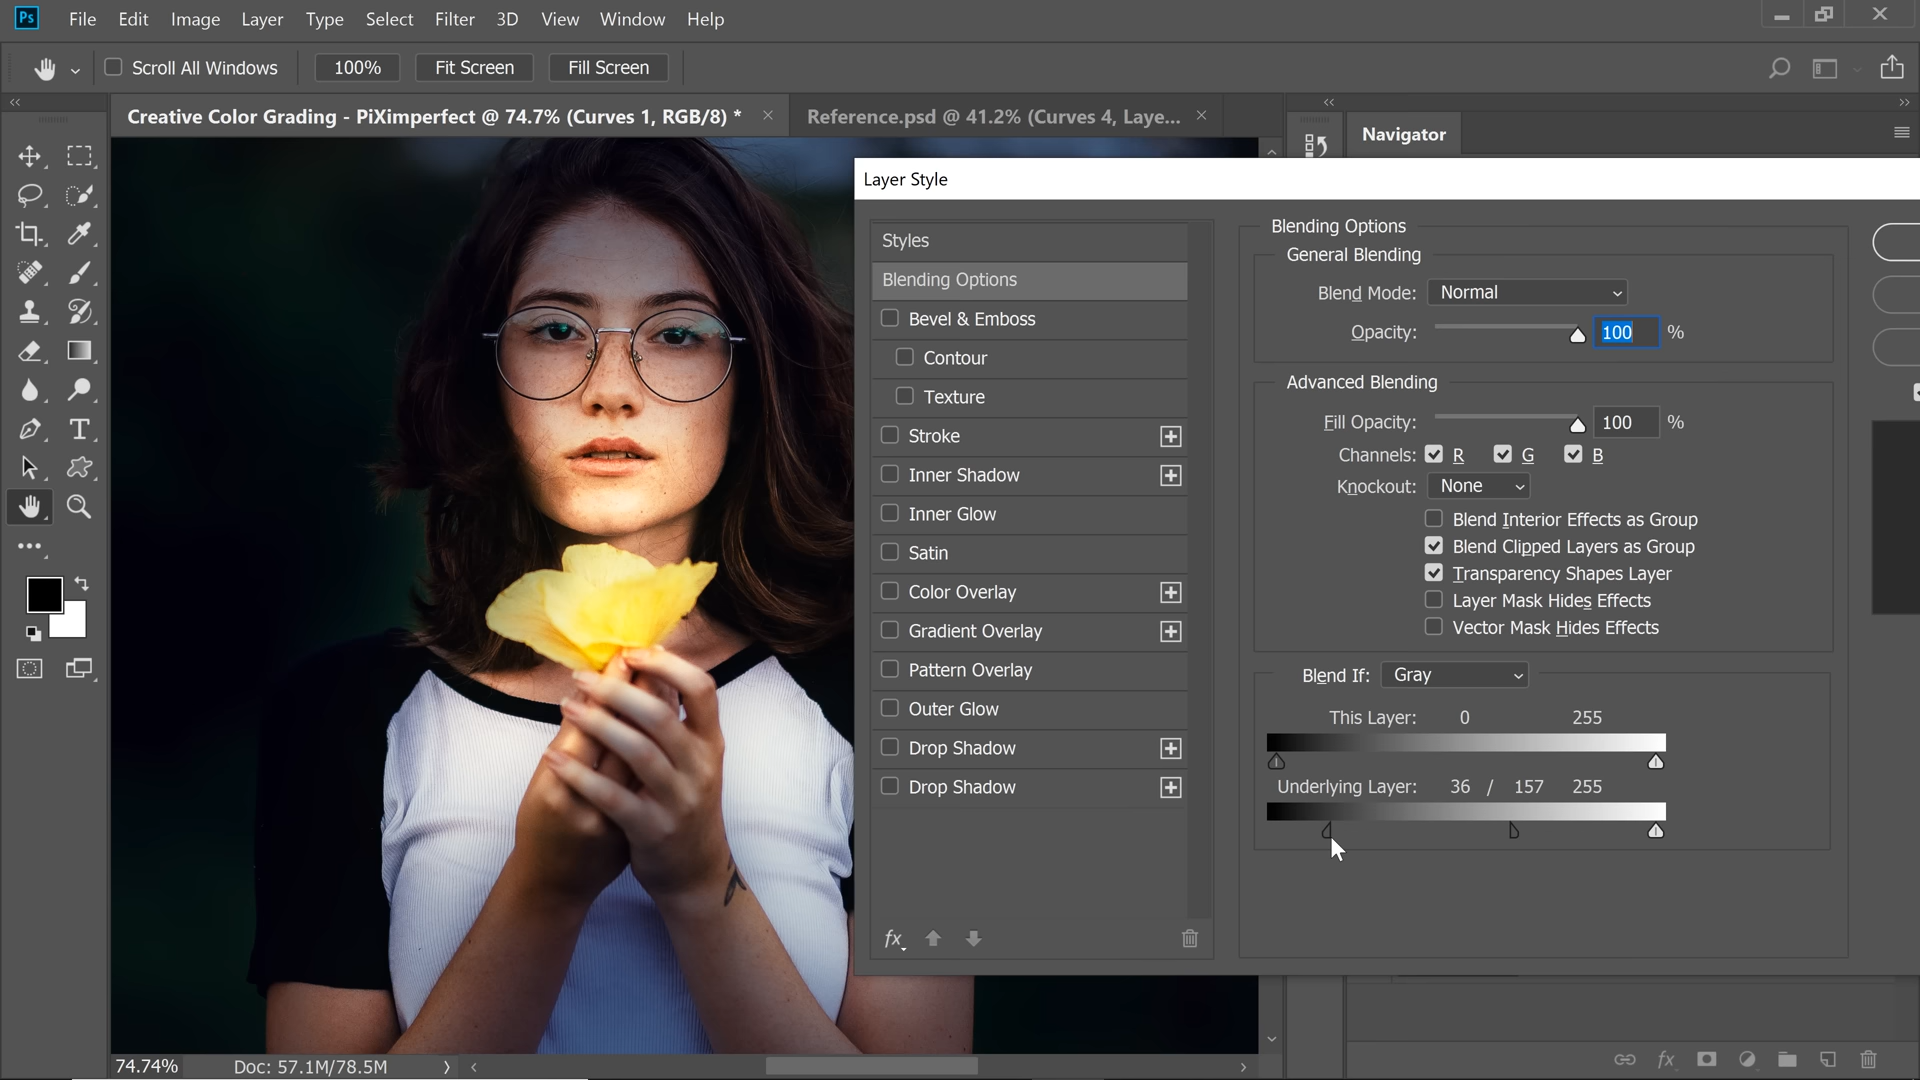 Ps File Edit Image Layer Type Select Filter 3D View Window Help
Scroll All Windows 100% Fit Screen Fill Screen
Creative Color Grading - PiXimperfect @ 74.7% (Curves 1, RGB/8) * Reference.psd @ 41.2% (Curves 4, Laye...
Navigator
Layer Style
Styles
Blending Options
Bevel & Emboss
Contour
Texture
Stroke
Inner Shadow
Inner Glow
Satin
Color Overlay
Gradient Overlay
Pattern Overlay
Outer Glow
Drop Shadow
Drop Shadow
fx
Blending Options
General Blending
Blend Mode: Normal
Opacity: 100 %
Advanced Blending
Fill Opacity: 100 %
Channels: R G B
Knockout: None
Blend Interior Effects as Group
Blend Clipped Layers as Group
Transparency Shapes Layer
Layer Mask Hides Effects
Vector Mask Hides Effects
Blend If: Gray
This Layer: 0 255
Underlying Layer: 36 / 157 255
74.74% Doc: 57.1M/78.5M
fx